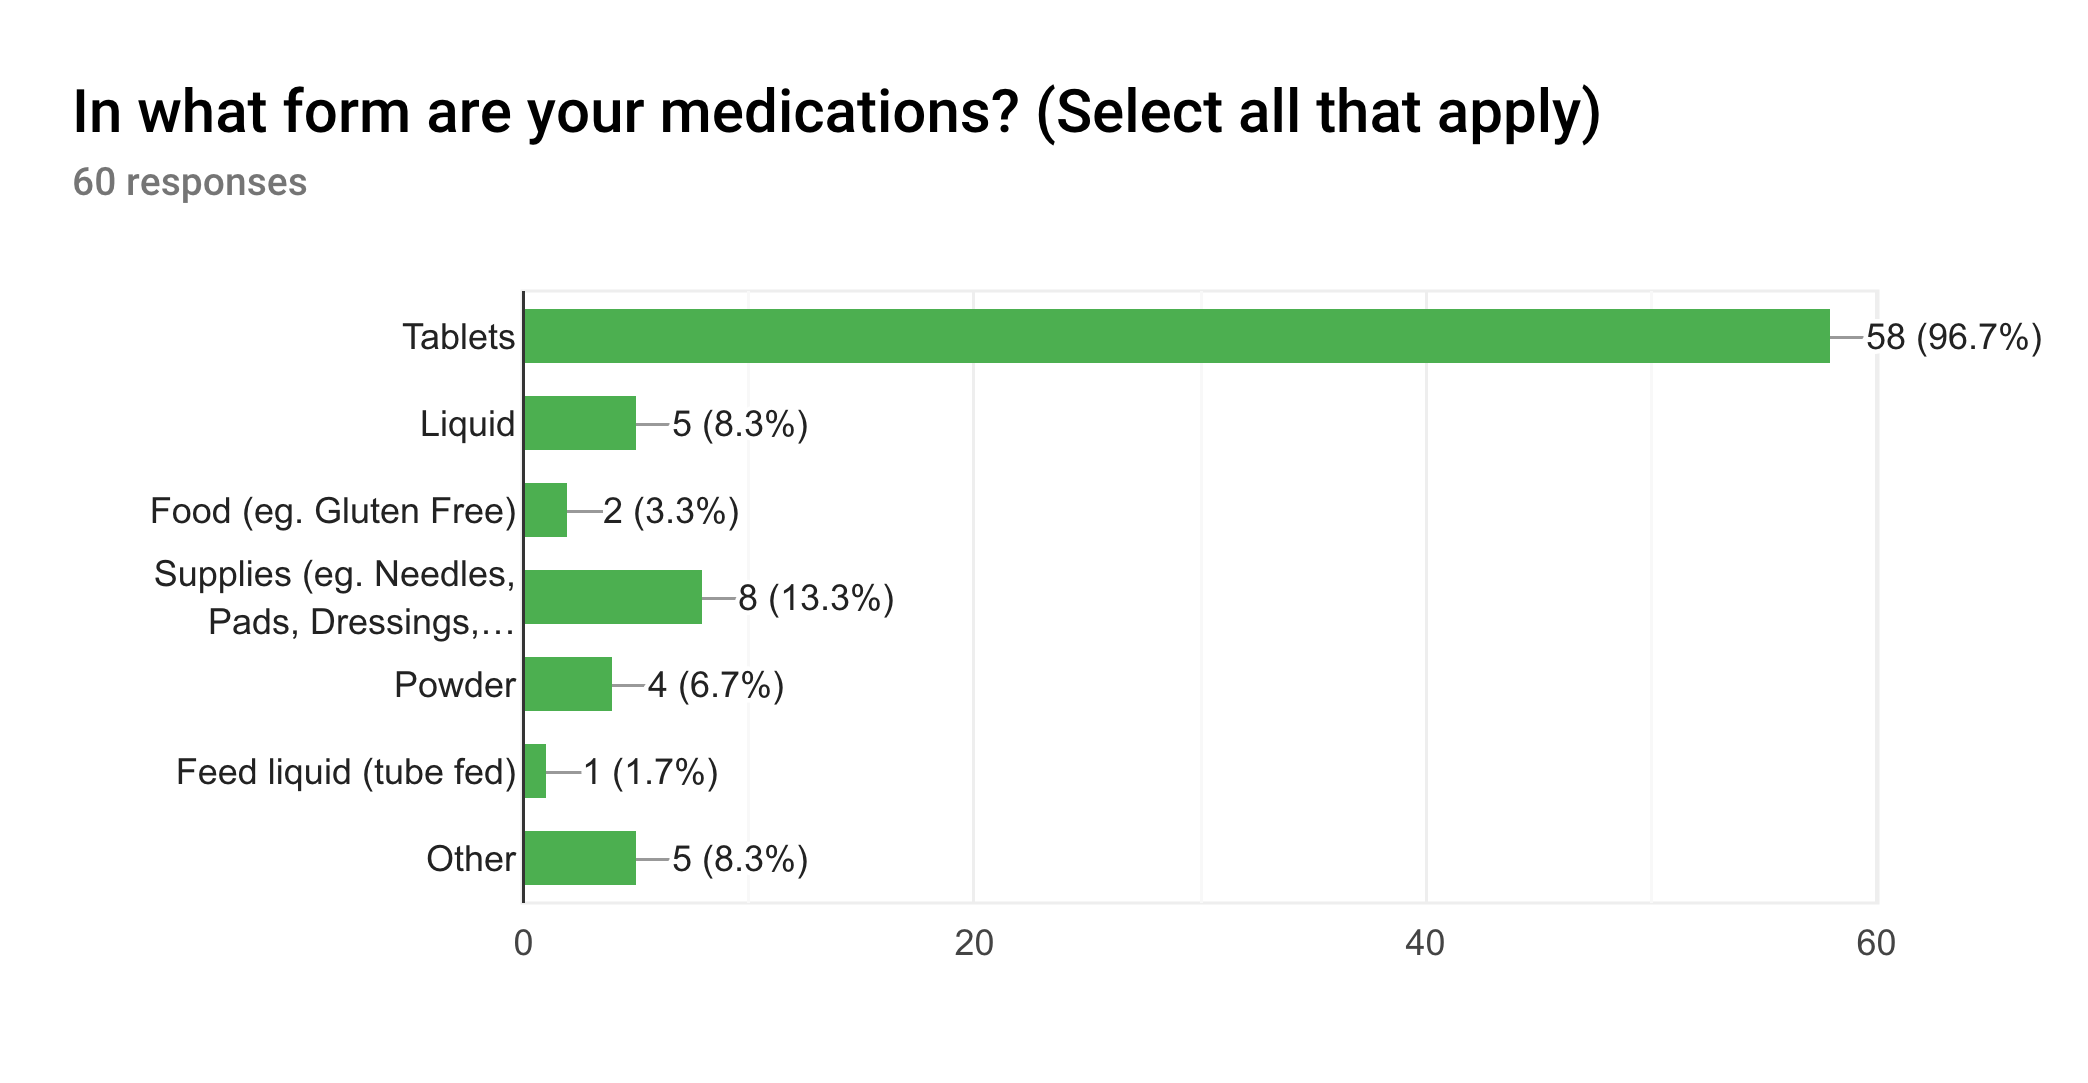 In what form are your medications? (Select all that apply)
60 responses
Tablets
58 (96.7%)
Liquid
5 (8.3%)
Food (eg. Gluten Free)
2 (3.3%)
Supplies (eg. Needles,
Pads, Dressings,…
8 (13.3%)
Powder
4 (6.7%)
Feed liquid (tube fed)
1 (1.7%)
Other
5 (8.3%)
0
20
40
60